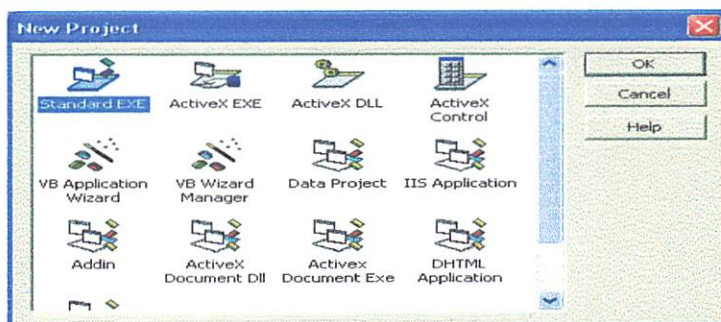 New Project
OK
Cancel
Help
Standard EXE
ActiveX EXE
ActiveX DLL
ActiveX
Control
VB Application
Wizard
VB Wizard
Manager
Data Project
IIS Application
Addin
ActiveX
Document Dll
Activex
Document Exe
DHTML
Application